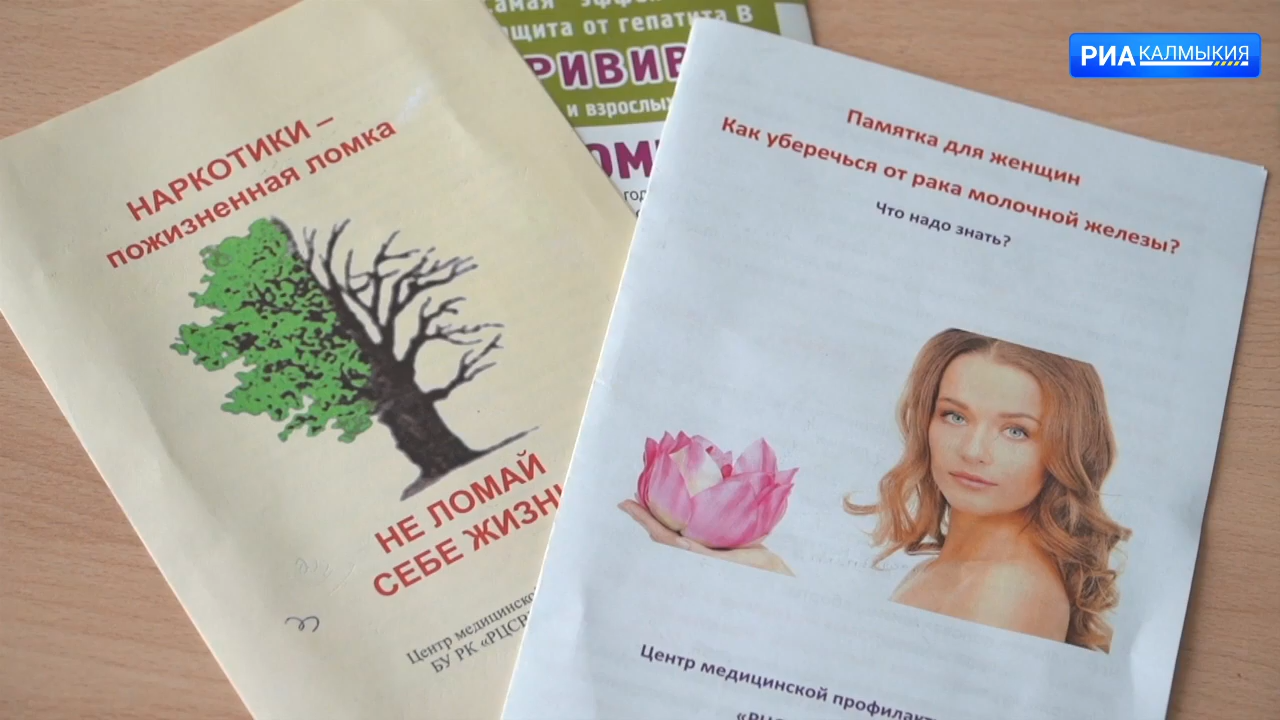 РИА КАЛМЫКИЯ
НАРКОТИКИ –
пожизненная ломка
НЕ ЛОМАЙ
СЕБЕ ЖИЗНЬ
Центр медицинской
БУ РК
от гепатита В
и взрослых
Памятка для женщин
Как уберечься от рака молочной железы?
Что надо знать?
Центр медицинской